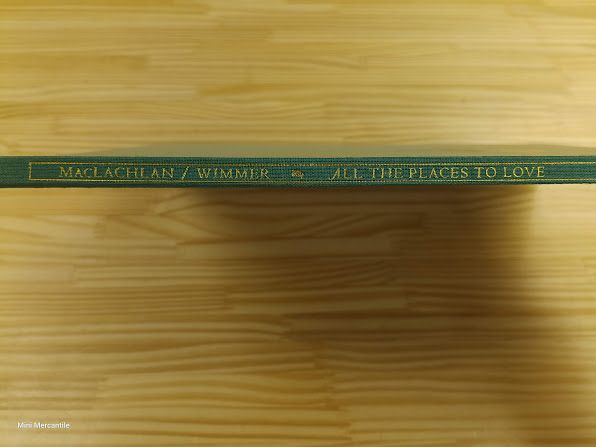 MACLACHLAN / WIMMER ALL THE PLACES TO LOVE
Mini Mercantile